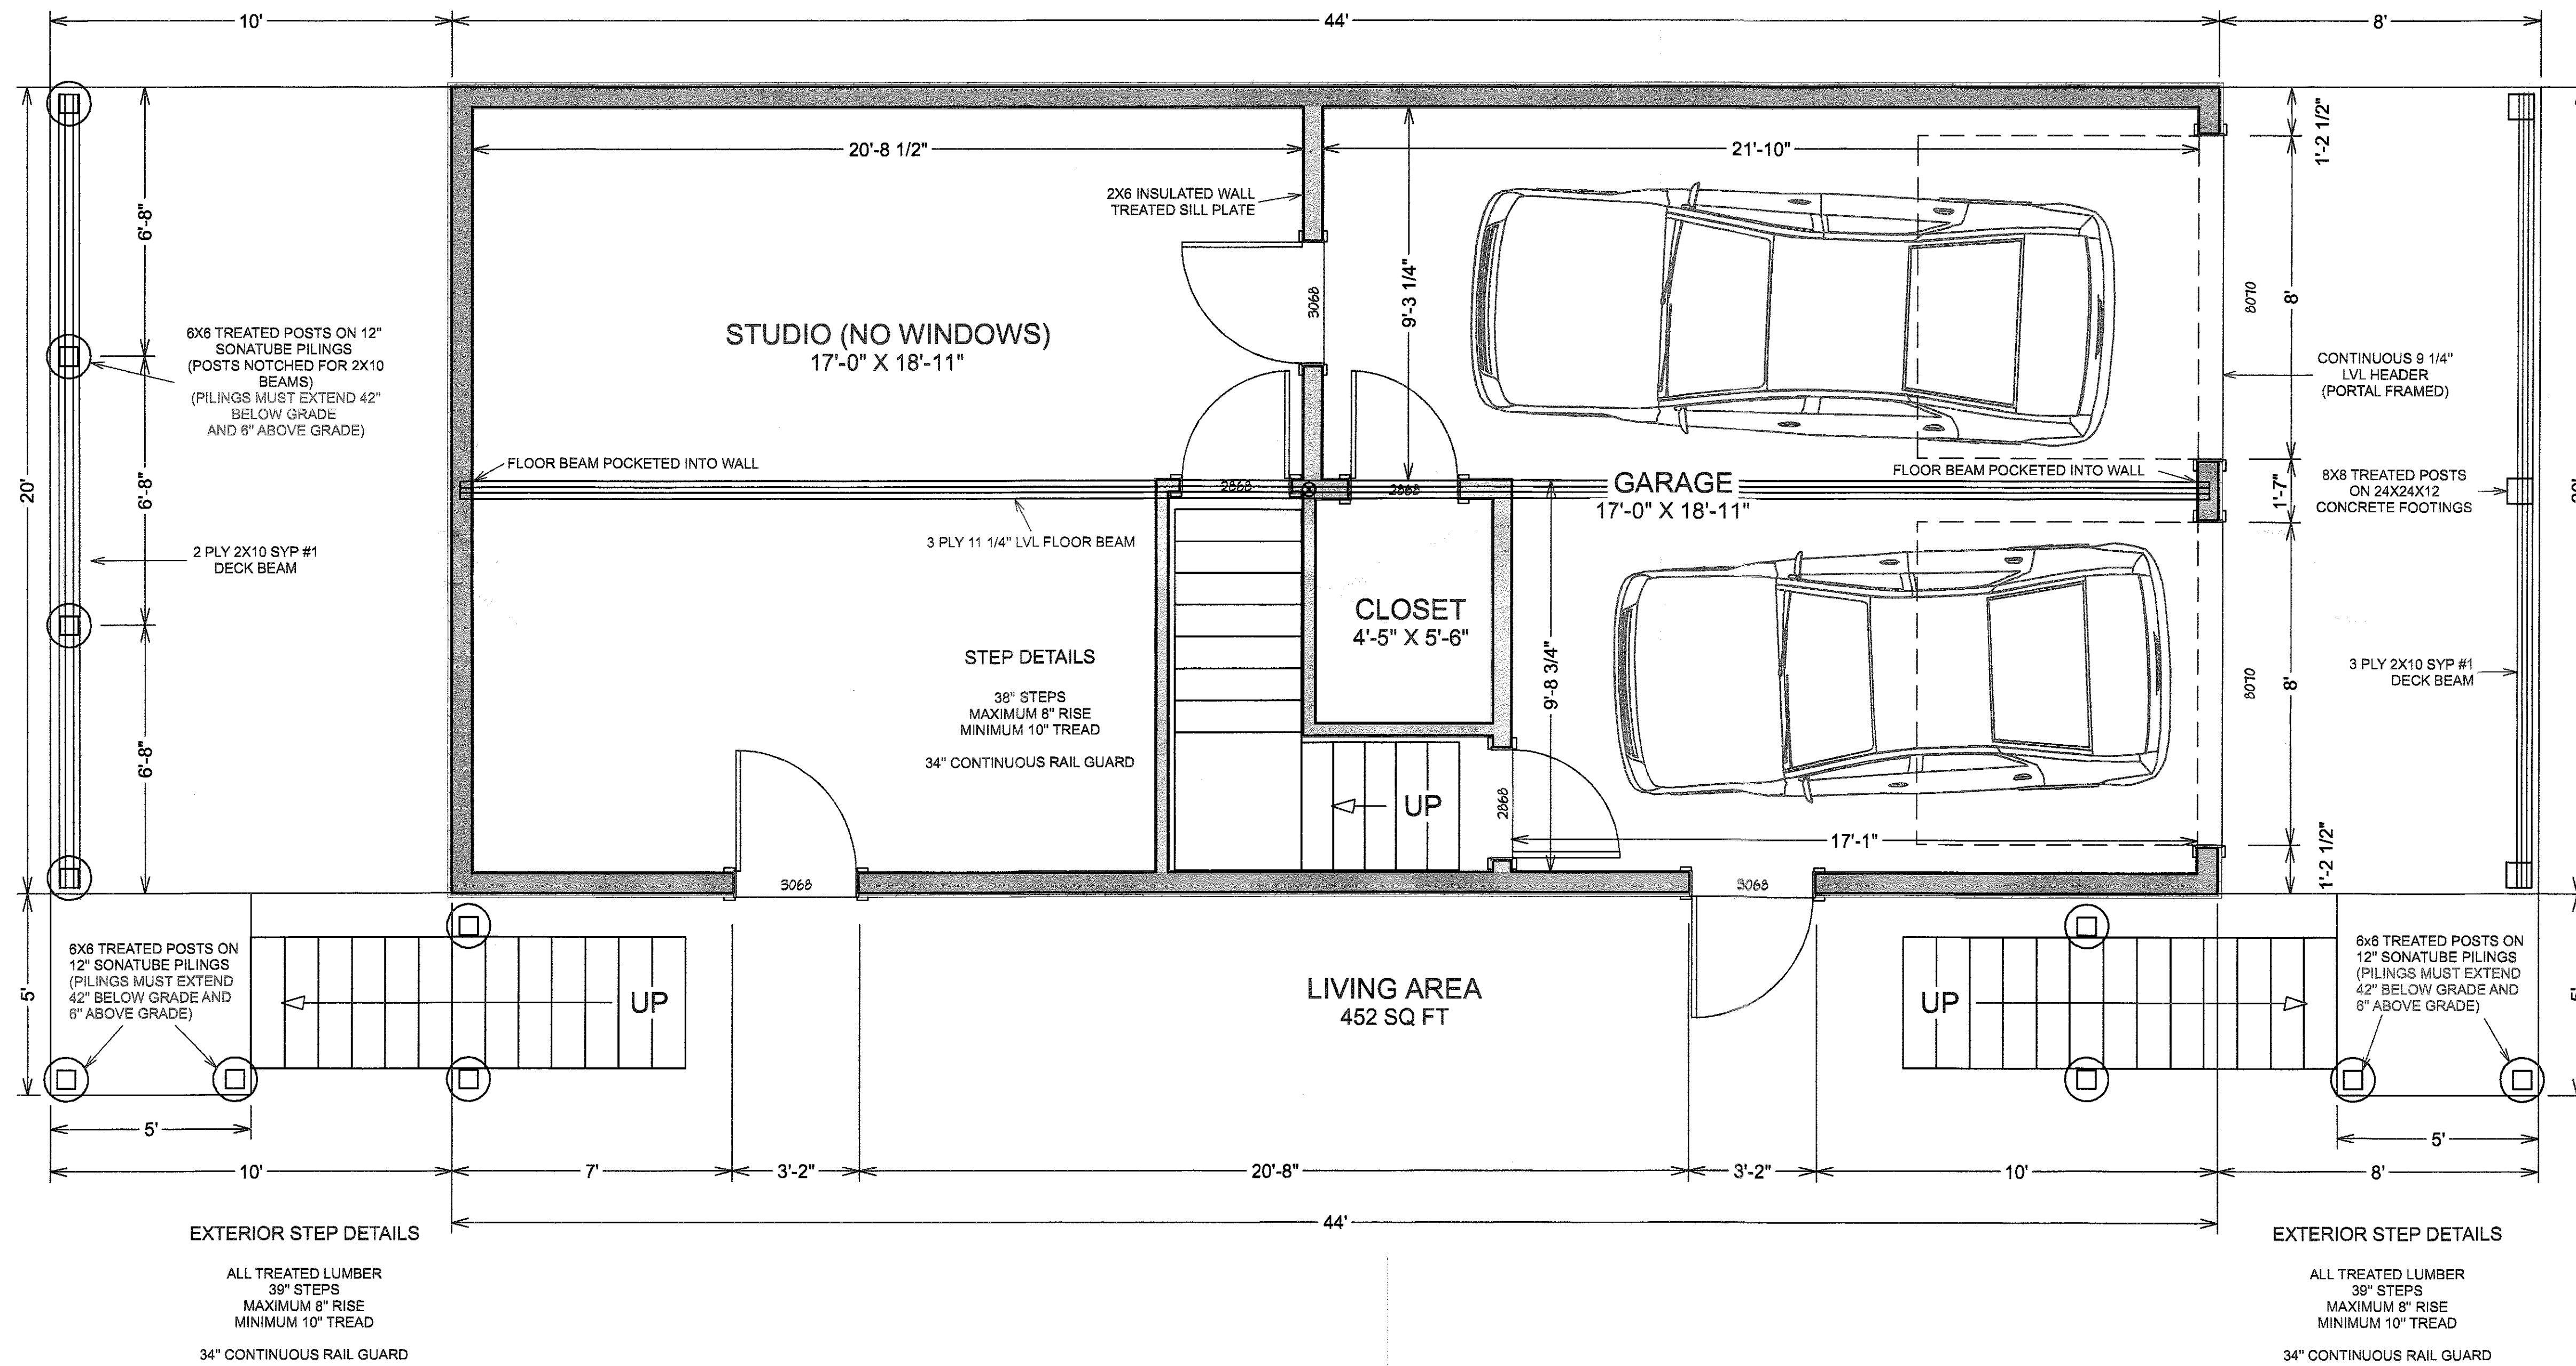 10'
44'
8'
20'-8 1/2"
21'-10"
1'-2 1/2"
6'-8"
2X6 INSULATED WALL
TREATED SILL PLATE
3068
9'-3 1/4"
8070
8'
STUDIO (NO WINDOWS)
17'-0" X 18'-11"
6X6 TREATED POSTS ON 12"
SONATUBE PILINGS
(POSTS NOTCHED FOR 2X10
BEAMS)
(PILINGS MUST EXTEND 42"
BELOW GRADE
AND 6" ABOVE GRADE)
CONTINUOUS 9 1/4"
LVL HEADER
(PORTAL FRAMED)
20'
6'-8"
FLOOR BEAM POCKETED INTO WALL
2868
2868
GARAGE
17'-0" X 18'-11"
FLOOR BEAM POCKETED INTO WALL
1'-7"
8X8 TREATED POSTS
ON 24X24X12
CONCRETE FOOTINGS
3 PLY 11 1/4" LVL FLOOR BEAM
2 PLY 2X10 SYP #1
DECK BEAM
CLOSET
4'-5" X 5'-6"
STEP DETAILS
38" STEPS
MAXIMUM 8" RISE
MINIMUM 10" TREAD
34" CONTINUOUS RAIL GUARD
9'-8 3/4"
8070
8'
3 PLY 2X10 SYP #1
DECK BEAM
6'-8"
UP
2868
17'-1"
1'-2 1/2"
3068
3068
6X6 TREATED POSTS ON
12" SONATUBE PILINGS
(PILINGS MUST EXTEND
42" BELOW GRADE AND
6" ABOVE GRADE)
5'
UP
LIVING AREA
452 SQ FT
UP
6x6 TREATED POSTS ON
12" SONATUBE PILINGS
(PILINGS MUST EXTEND
42" BELOW GRADE AND
6" ABOVE GRADE)
5'
5'
10'
7'
3'-2"
20'-8"
3'-2"
10'
8'
44'
EXTERIOR STEP DETAILS
ALL TREATED LUMBER
39" STEPS
MAXIMUM 8" RISE
MINIMUM 10" TREAD
34" CONTINUOUS RAIL GUARD
EXTERIOR STEP DETAILS
ALL TREATED LUMBER
39" STEPS
MAXIMUM 8" RISE
MINIMUM 10" TREAD
34" CONTINUOUS RAIL GUARD